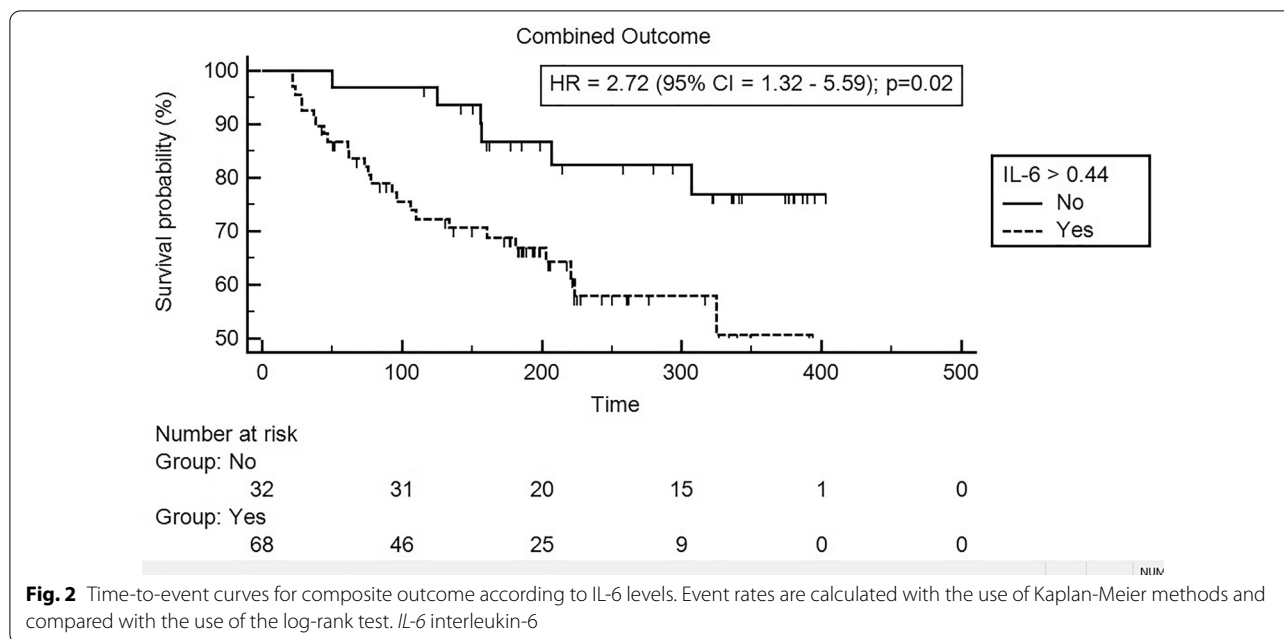 Combined Outcome
HR = 2.72 (95% CI = 1.32 - 5.59); p=0.02
Survival probability (%)
100
90
80
70
60
50
IL-6 > 0.44
No
Yes
0 100 200 300 400 500
Time
Number at risk
Group: No
32 31 20 15 1 0
Group: Yes
68 46 25 9 0 0
Fig. 2 Time-to-event curves for composite outcome according to IL-6 levels. Event rates are calculated with the use of Kaplan-Meier methods and
compared with the use of the log-rank test. IL-6 interleukin-6